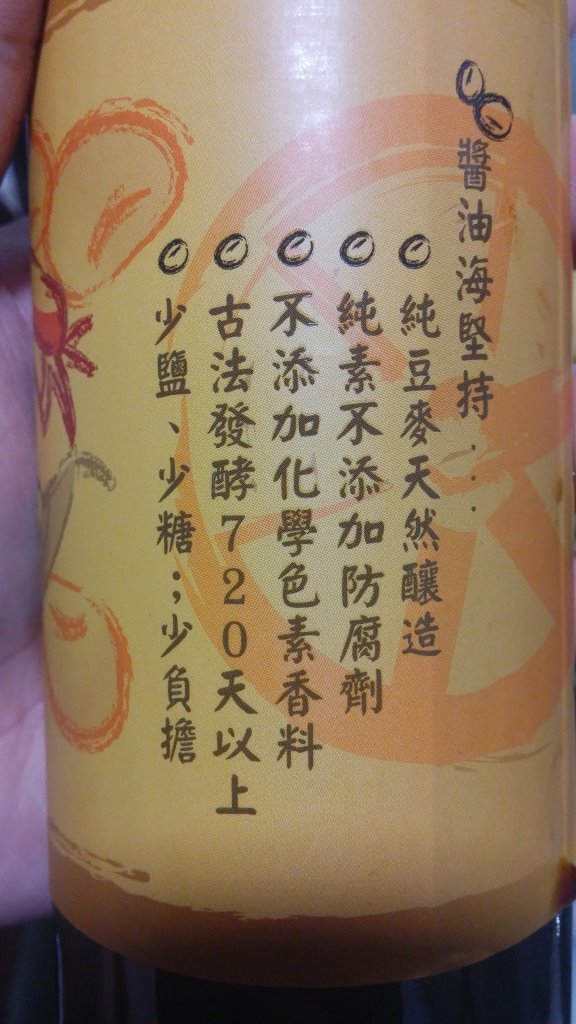 醬油海堅持...
純豆麥天然釀造
純素不添加防腐劑
不添加化學色素香料
古法發酵720天以上
少鹽、少糖；少負擔